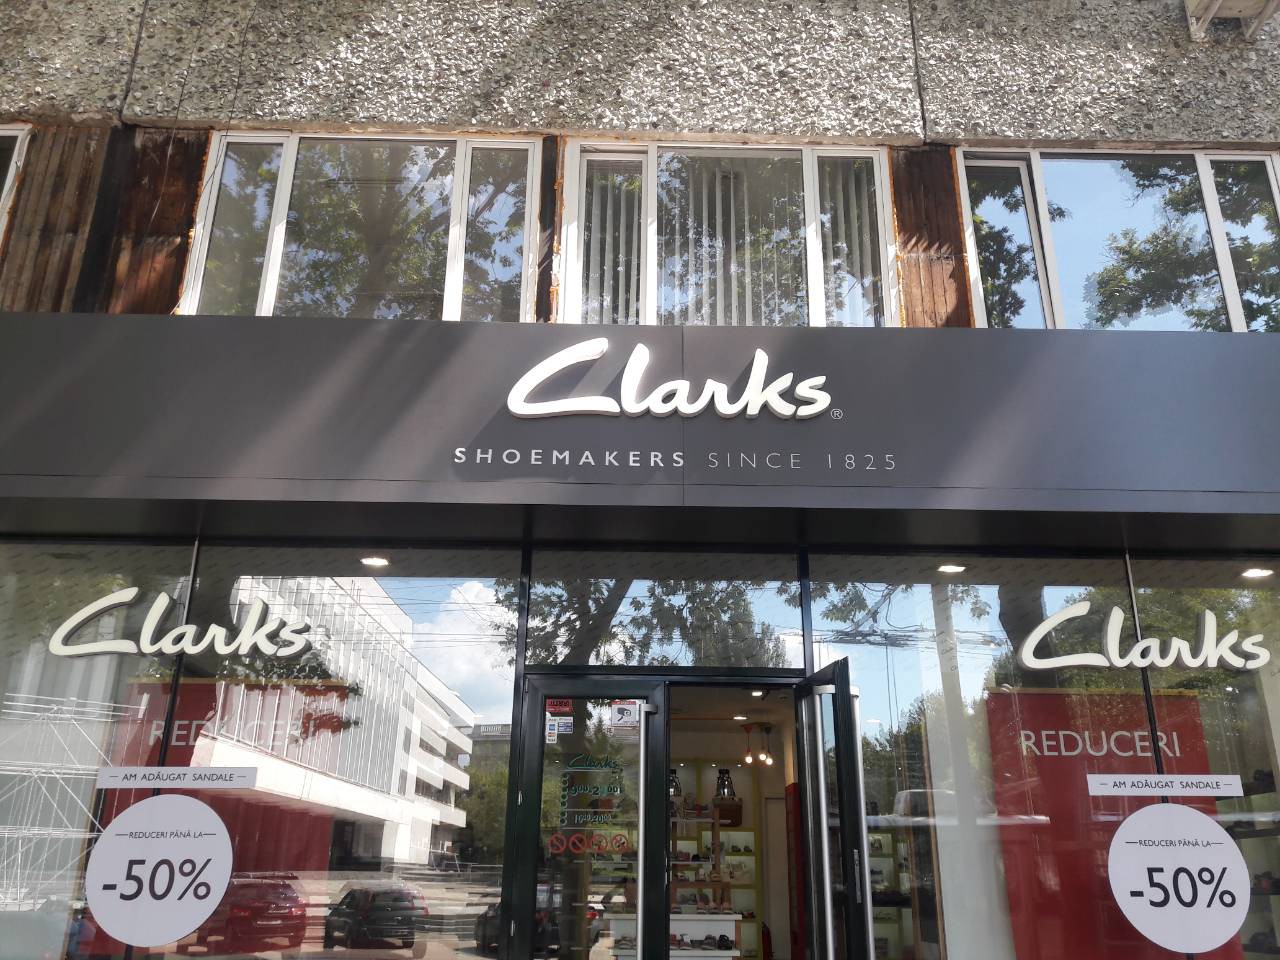 Clarks®
SHOEMAKERS SINCE 1825
Clarks
REDUCERI
— AM ADĂUGAT SANDALE —
—REDUCERI PÂNĂ LA—
-50%
Clarks
Clarks
REDUCERI
— AM ADĂUGAT SANDALE —
—REDUCERI PÂNĂ LA—
-50%